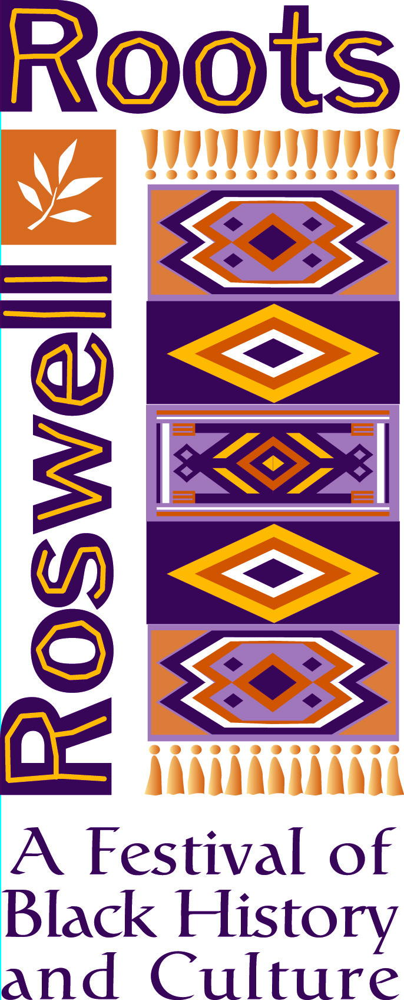 Roswell
Roots
A Festival of
Black History
and Culture